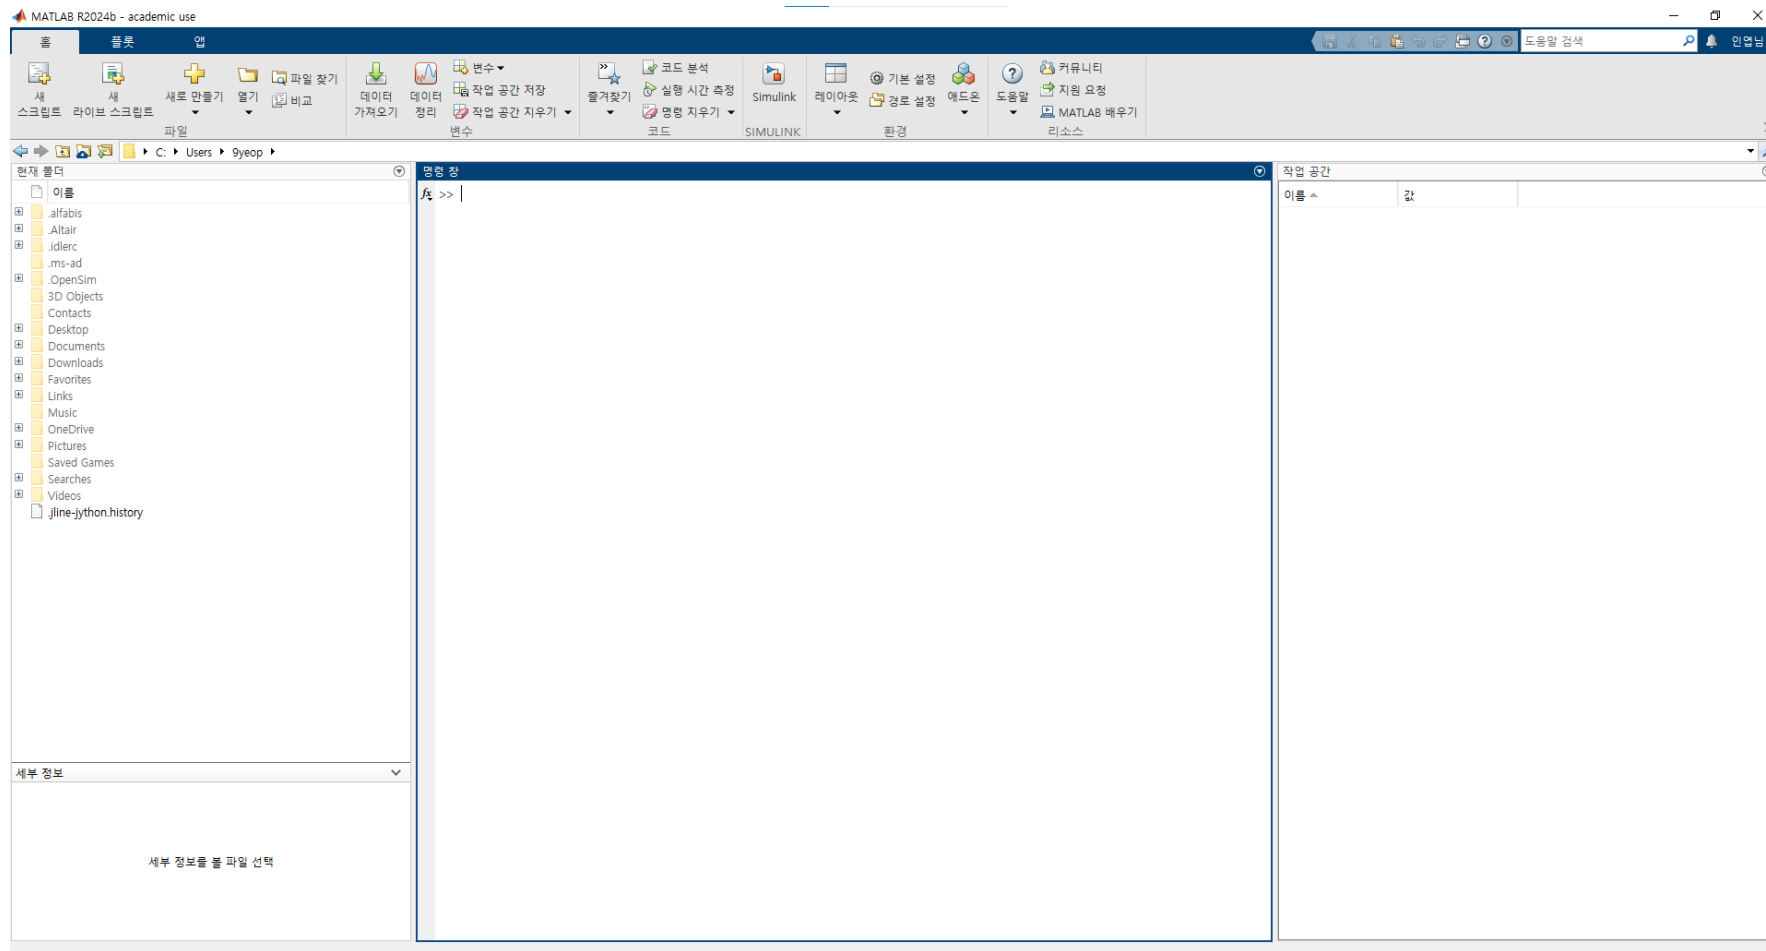 MATLAB R2024b - academic use
홈 플롯 앱
도움말 검색
인엽님
새 스크립트
새 라이브 스크립트
새로 만들기
열기
파일 찾기
비교
파일
데이터 가져오기
데이터 정리
변수
작업 공간 저장
작업 공간 지우기
변수
즐겨찾기
코드 분석
실행 시간 측정
명령 지우기
코드
Simulink
SIMULINK
레이아웃
기본 설정
경로 설정
애드온
환경
도움말
커뮤니티
지원 요청
MATLAB 배우기
리소스
C: Users 9yeop
현재 폴더
이름
.alfabis
.Altair
.idlerc
.ms-ad
.OpenSim
3D Objects
Contacts
Desktop
Documents
Downloads
Favorites
Links
Music
OneDrive
Pictures
Saved Games
Searches
Videos
.jline-jython.history
세부 정보
세부 정보를 볼 파일 선택
명령 창
fx >>
작업 공간
이름 값